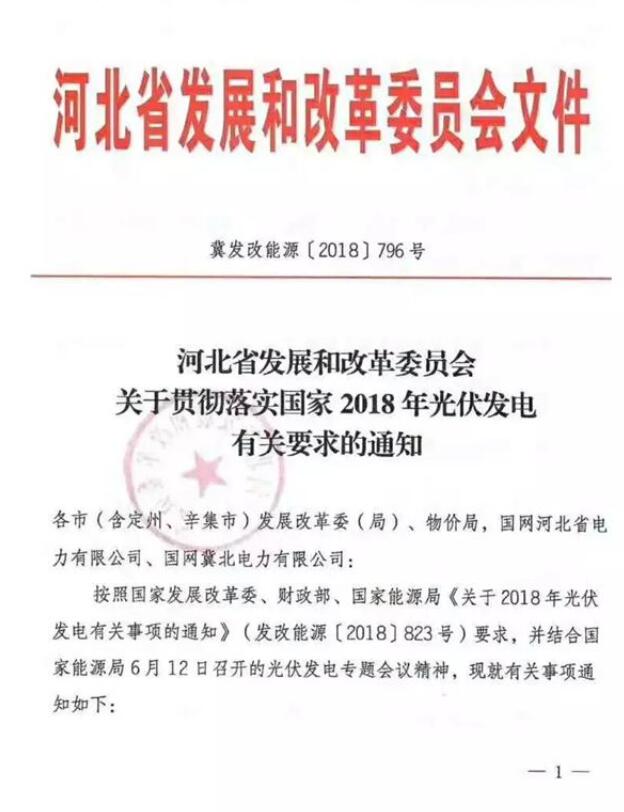 河北省发展和改革委员会文件
冀发改能源〔2018〕796号
河北省发展和改革委员会
关于贯彻落实国家 2018 年光伏发电
有关要求的通知
各市（含定州、辛集市）发展改革委（局）、物价局，国网河北省电
力有限公司、国网冀北电力有限公司：
按照国家发展改革委、财政部、国家能源局《关于2018年光伏
发电有关事项的通知》（发改能源〔2018〕823号）要求，并结合国
家能源局6月12日召开的光伏发电专题会议精神，现就有关事项通
知如下：
— 1 —